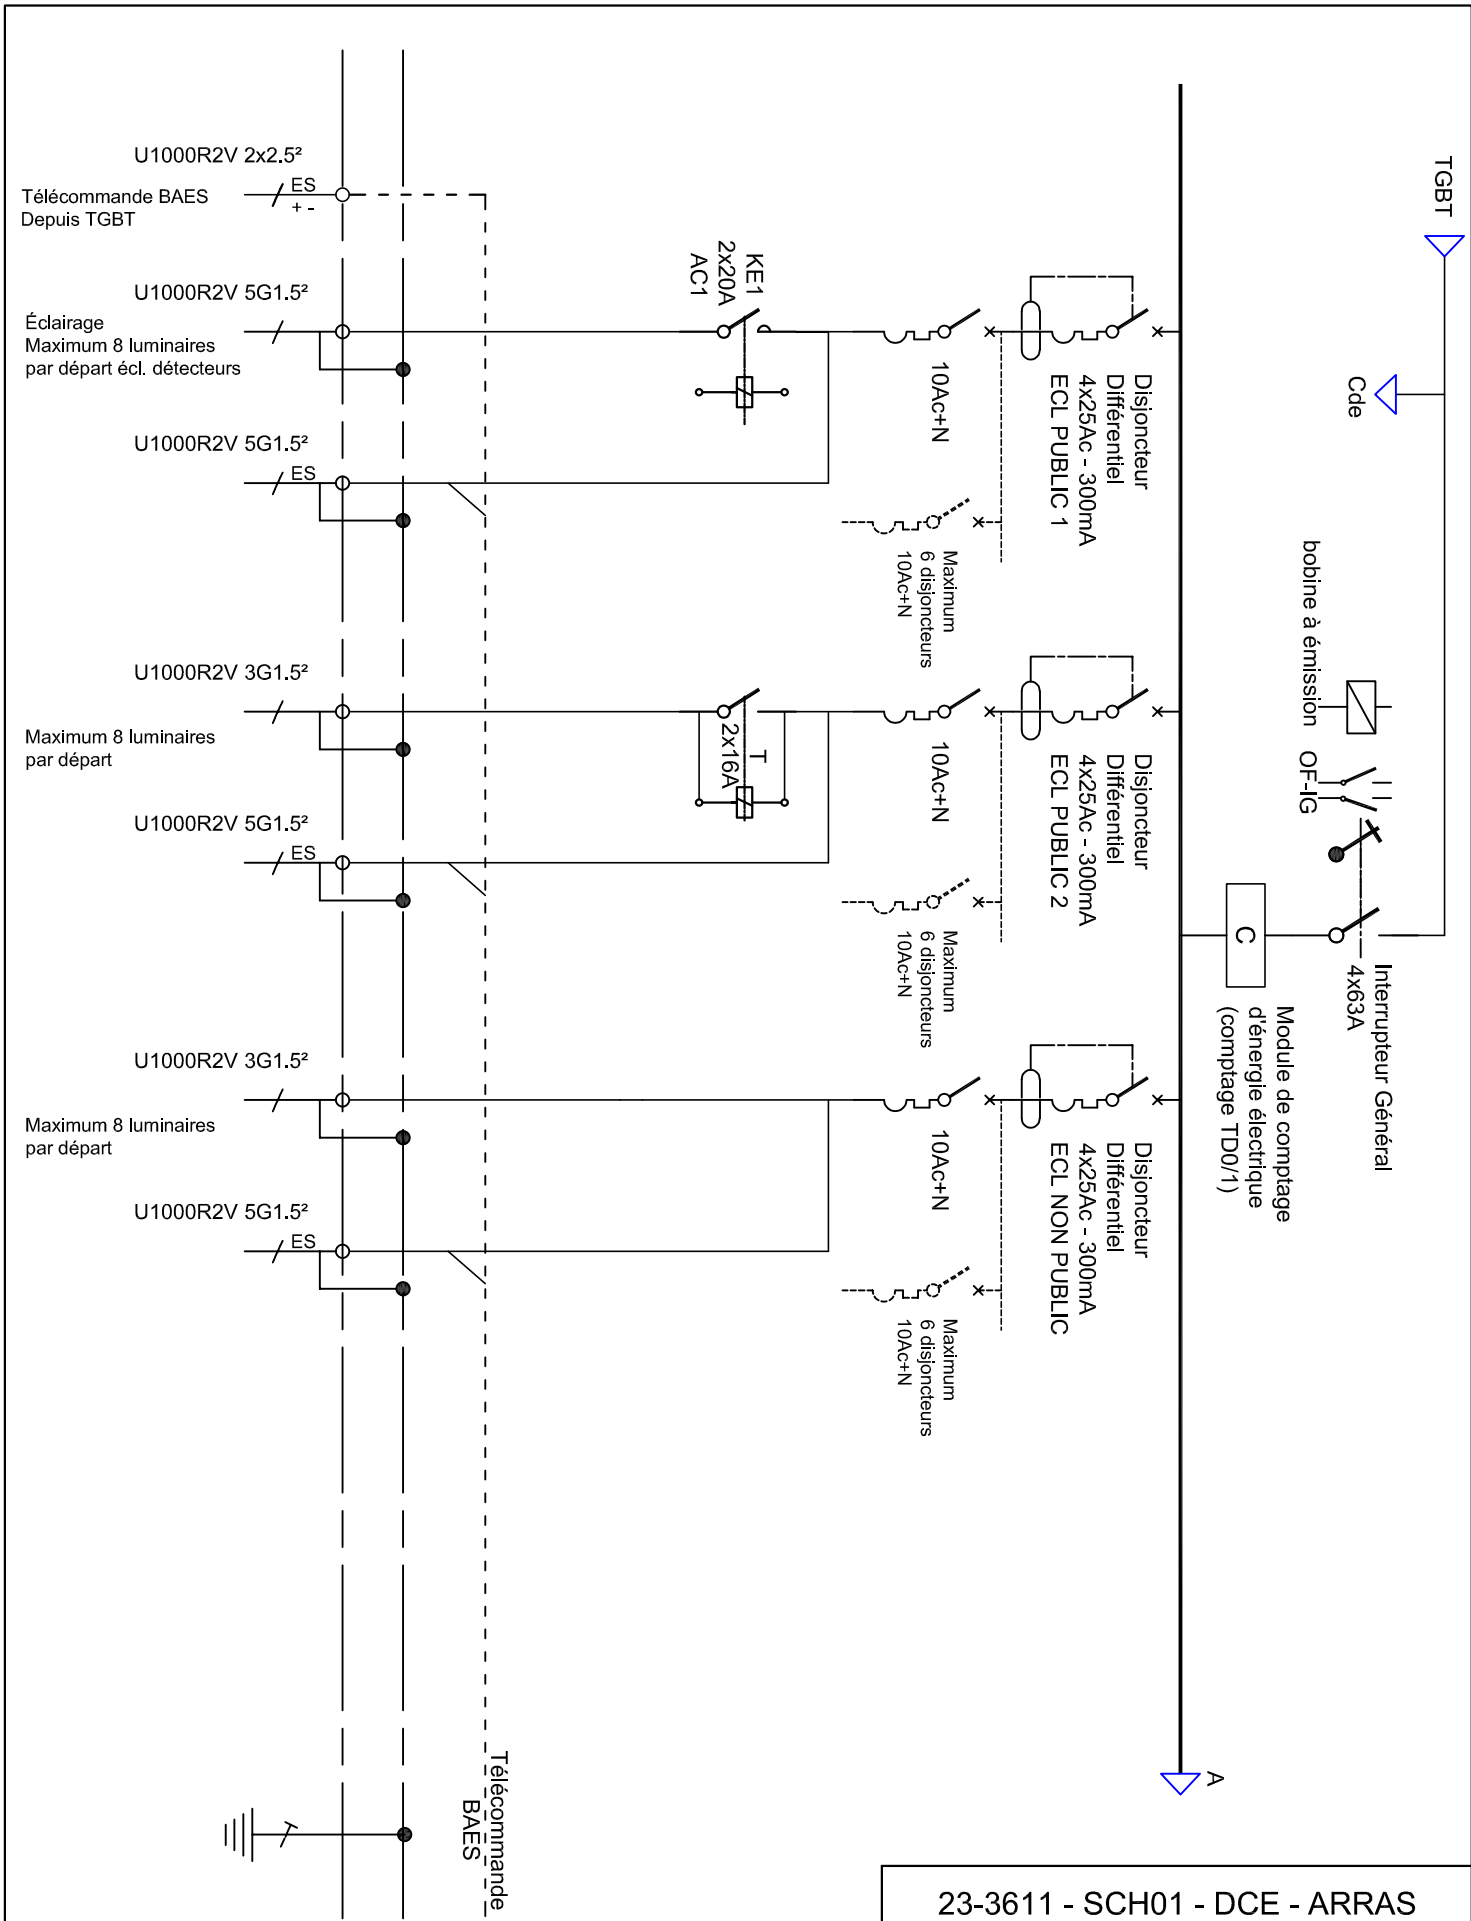 TGBT
Cde
bobine à émission
OF-IG
Interrupteur Général
4x63A
C
Module de comptage
d'énergie électrique
(comptage TD0/1)
A
Disjoncteur
Différentiel
4x25Ac - 300mA
ECL PUBLIC 1
10Ac+N
Maximum
6 disjoncteurs
10Ac+N
KE1
2x20A
AC1
Disjoncteur
Différentiel
4x25Ac - 300mA
ECL PUBLIC 2
10Ac+N
Maximum
6 disjoncteurs
10Ac+N
T
2x16A
Disjoncteur
Différentiel
4x25Ac - 300mA
ECL NON PUBLIC
10Ac+N
Maximum
6 disjoncteurs
10Ac+N
U1000R2V 2x2.5²
ES
+ -
Télécommande BAES
Depuis TGBT
U1000R2V 5G1.5²
Éclairage
Maximum 8 luminaires
par départ écl. détecteurs
U1000R2V 5G1.5²
ES
U1000R2V 3G1.5²
Maximum 8 luminaires
par départ
U1000R2V 5G1.5²
ES
U1000R2V 3G1.5²
Maximum 8 luminaires
par départ
U1000R2V 5G1.5²
ES
Télécommande
BAES
23-3611 - SCH01 - DCE - ARRAS